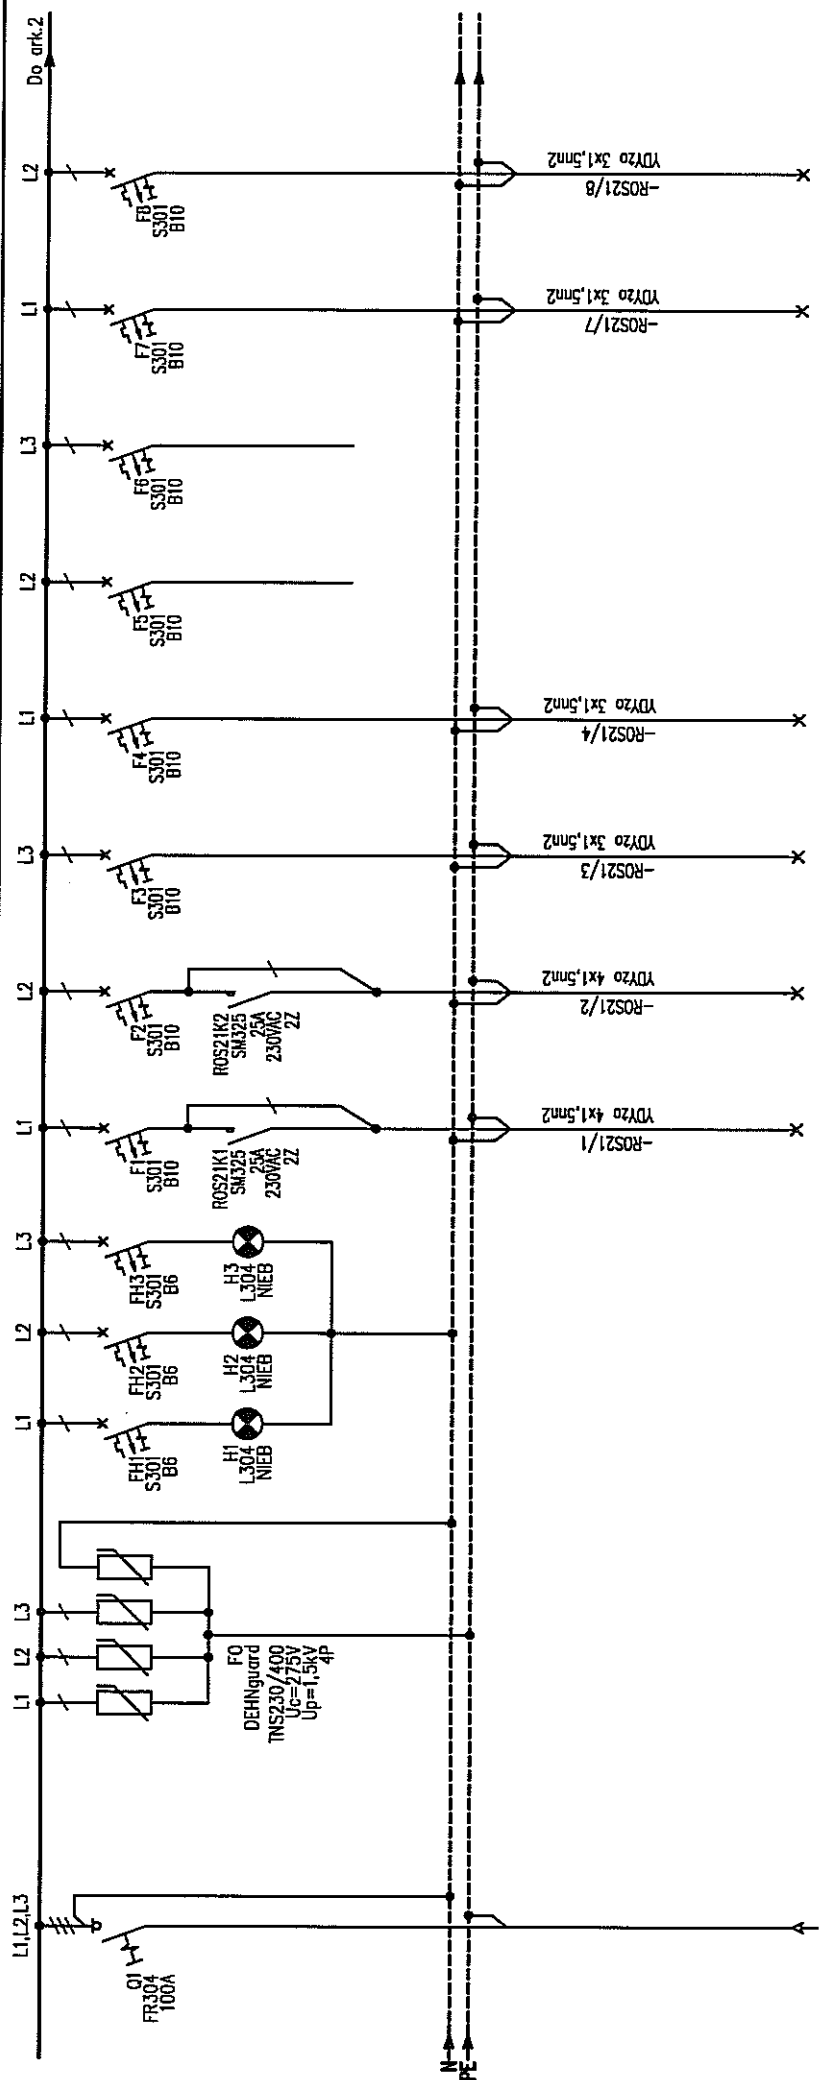 L1,L2,L3
Q1
FR304
100A
N
PE
L1
L2
L3
F0
DEHNguard
TNS230/400
Uc=275V
Up=1,5kV
4P
L1
FH1
S301
B6
H1
L304
NIEB
L2
FH2
S301
B6
H2
L304
NIEB
L3
FH3
S301
B6
H3
L304
NIEB
L1
F1
S301
B10
ROS21K1
SM325
25A
230VAC
2Z
-ROS21/1
YDYżo 4x1,5mm2
L2
F2
S301
B10
ROS21K2
SM325
25A
230VAC
2Z
-ROS21/2
YDYżo 4x1,5mm2
L3
F3
S301
B10
-ROS21/3
YDYżo 3x1,5mm2
L1
F4
S301
B10
-ROS21/4
YDYżo 3x1,5mm2
L2
F5
S301
B10
L3
F6
S301
B10
L1
F7
S301
B10
-ROS21/7
YDYżo 3x1,5mm2
L2
F8
S301
B10
-ROS21/8
YDYżo 3x1,5mm2
Do ark.2